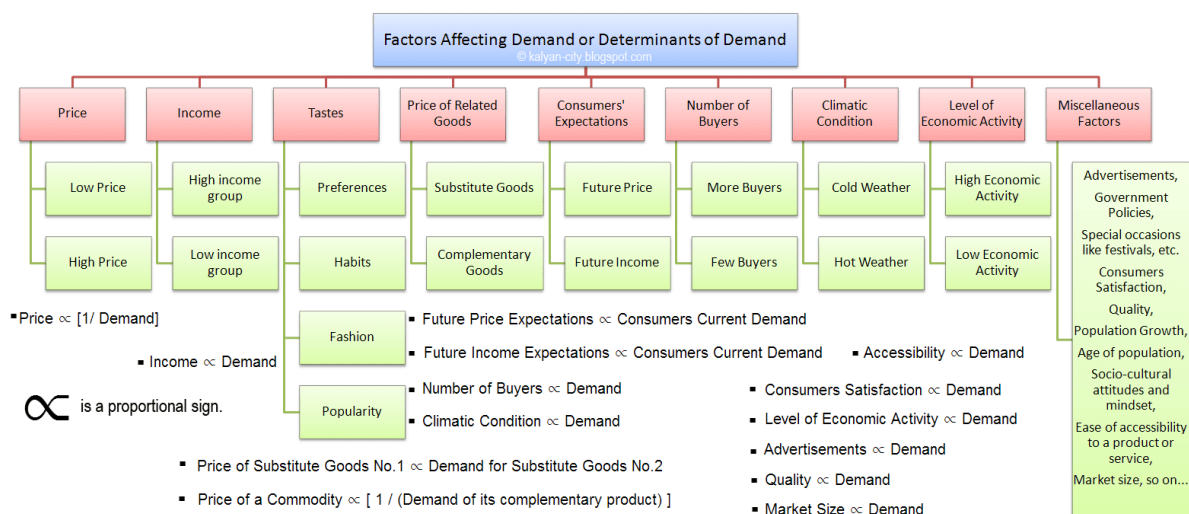 Factors Affecting Demand or Determinants of Demand
© kalyan-city.blogspot.com
Price
Income
Tastes
Price of Related
Goods
Consumers'
Expectations
Number of
Buyers
Climatic
Condition
Level of
Economic Activity
Miscellaneous
Factors
Low Price
High income
group
Preferences
Substitute Goods
Future Price
More Buyers
Cold Weather
High Economic
Activity
High Price
Low income
group
Habits
Complementary
Goods
Future Income
Few Buyers
Hot Weather
Low Economic
Activity
Advertisements,
Government
Policies,
Special occasions
like festivals, etc.
Consumers
Satisfaction,
Quality,
Population Growth,
Age of population,
Socio-cultural
attitudes and
mindset,
Ease of accessibility
to a product or
service,
Market size, so on...
Fashion
Popularity
▪ Price ∝ [1/ Demand]
▪ Income ∝ Demand
∝ is a proportional sign.
▪ Future Price Expectations ∝ Consumers Current Demand
▪ Future Income Expectations ∝ Consumers Current Demand
▪ Accessibility ∝ Demand
▪ Number of Buyers ∝ Demand
▪ Climatic Condition ∝ Demand
▪ Consumers Satisfaction ∝ Demand
▪ Level of Economic Activity ∝ Demand
▪ Advertisements ∝ Demand
▪ Quality ∝ Demand
▪ Market Size ∝ Demand
▪ Price of Substitute Goods No.1 ∝ Demand for Substitute Goods No.2
▪ Price of a Commodity ∝ [ 1 / (Demand of its complementary product) ]